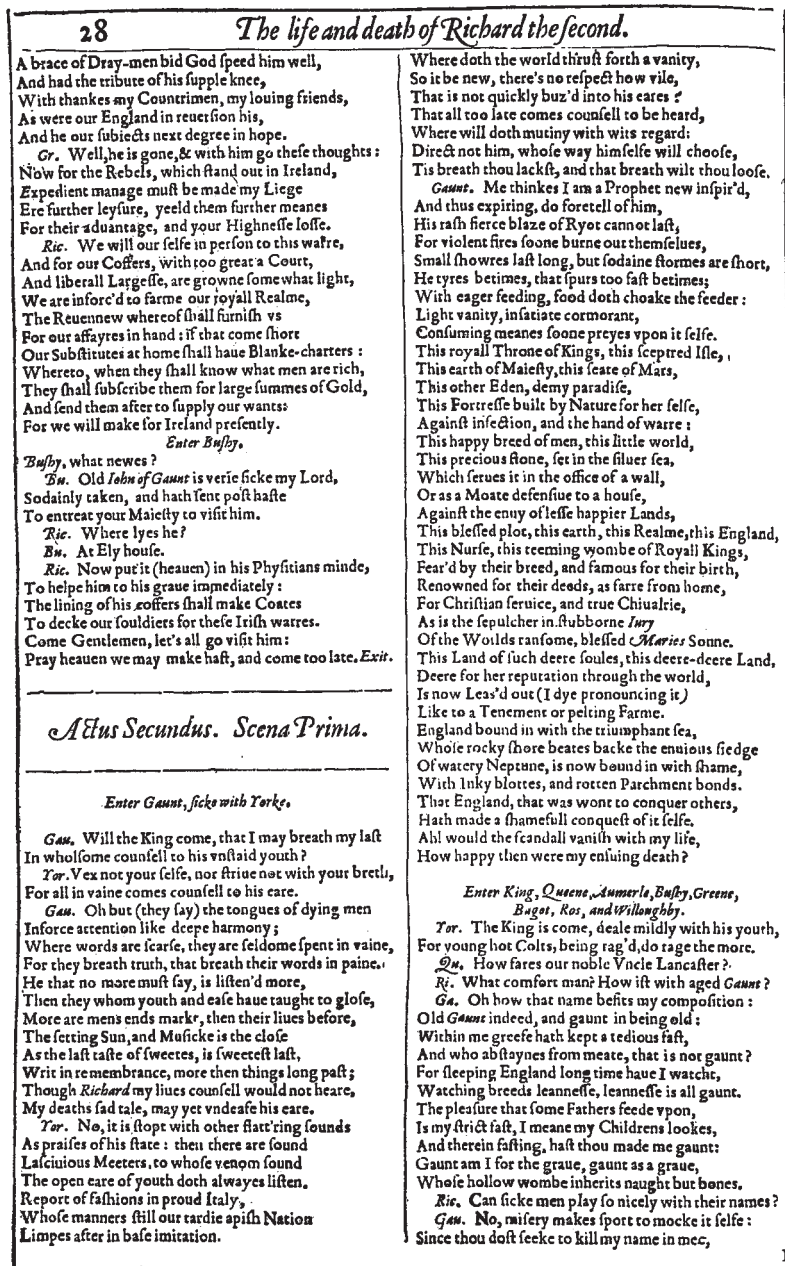 28
The life and death of Richard the ſecond.
A brace of Dray-men bid God ſpeed him well,
And had the tribute of his ſupple knee,
With thankes my Countrimen, my louing friends,
As were our England in reuerſion his,
And he our ſubiects next degree in hope.
Gr. Well, he is gone, & with him go theſe thoughts:
Now for the Rebels, which ſtand out in Ireland,
Expedient manage muſt be made my Liege
Ere further leyſure, yeeld them further meanes
For their aduantage, and your Highneſſe loſſe.
Ric. We will our ſelfe in perſon to this warre,
And for our Coffers, with too great a Court,
And liberall Largeſſe, are growne ſomewhat light,
We are inforc'd to farme our royall Realme,
The Reuennew whereof ſhall furniſh vs
For our affayres in hand: if that come ſhort
Our Subſtitutes at home ſhall haue Blanke-charters:
Whereto, when they ſhall know what men are rich,
They ſhall ſubſcribe them for large ſummes of Gold,
And ſend them after to ſupply our wants:
For we will make for Ireland preſently.
Enter Buſhy.
Buſhy, what newes?
Bu. Old Iohn of Gaunt is verie ſicke my Lord,
Sodainly taken, and hath ſent poſt haſte
To entreat your Maieſty to viſit him.
Ric. Where lyes he?
Bu. At Ely houſe.
Ric. Now put it (heauen) in his Phyſitians minde,
To helpe him to his graue immediately:
The lining of his coffers ſhall make Coates
To decke our ſouldiers for theſe Iriſh warres.
Come Gentlemen, let's all go viſit him:
Pray heauen we may make haſt, and come too late. Exit.
Actus Secundus. Scena Prima.
Enter Gaunt, ſicke with Yorke.
Gau. Will the King come, that I may breath my laſt
In wholſome counſell to his vnſtaid youth?
Yor. Vex not your ſelfe, nor ſtriue not with your breth,
For all in vaine comes counſell to his eare.
Gau. Oh but (they ſay) the tongues of dying men
Inforce attention like deepe harmony;
Where words are ſcarſe, they are ſeldome ſpent in vaine,
For they breath truth, that breath their words in paine.
He that no more muſt ſay, is liſten'd more,
Then they whom youth and eaſe haue taught to gloſe,
More are mens ends markt, then their liues before,
The ſetting Sun, and Muſicke is the cloſe
As the laſt taſte of ſweetes, is ſweeteſt laſt,
Writ in remembrance, more then things long paſt;
Though Richard my liues counſell would not heare,
My deaths ſad tale, may yet vndeafe his eare.
Yor. No, it is ſtopt with other flatt'ring ſounds
As praiſes of his ſtate: then there are ſound
Laſciuious Meeters, to whoſe venom ſound
The open eare of youth doth alwayes liſten.
Report of faſhions in proud Italy,
Whoſe manners ſtill our tardie apiſh Nation
Limpes after in baſe imitation.
Where doth the world thruſt forth a vanity,
So it be new, there's no reſpect how vile,
That is not quickly buz'd into his eares?
That all too late comes counſell to be heard,
Where will doth mutiny with wits regard:
Direct not him, whoſe way himſelfe will chooſe,
Tis breath thou lackſt, and that breath wilt thou looſe.
Gaunt. Me thinkes I am a Prophet new inſpir'd,
And thus expiring, do foretell of him,
His raſh fierce blaze of Ryot cannot laſt,
For violent fires ſoone burne out themſelues,
Small ſhowres laſt long, but ſodaine ſtormes are ſhort,
He tyres betimes, that ſpurs too faſt betimes;
With eager feeding, food doth choake the feeder:
Light vanity, inſatiate cormorant,
Conſuming meanes ſoone preyes vpon it ſelfe.
This royall Throne of Kings, this ſceptred Iſle,
This earth of Maieſty, this ſeate of Mars,
This other Eden, demy paradiſe,
This Fortreſſe built by Nature for her ſelfe,
Againſt infection, and the hand of warre:
This happy breed of men, this little world,
This precious ſtone, ſet in the ſiluer ſea,
Which ſerues it in the office of a wall,
Or as a Moate defenſiue to a houſe,
Againſt the enuy of leſſe happier Lands,
This bleſſed plot, this earth, this Realme, this England,
This Nurſe, this teeming wombe of Royall Kings,
Fear'd by their breed, and famous for their birth,
Renowned for their deeds, as farre from home,
For Chriſtian ſeruice, and true Chiualrie,
As is the ſepulcher in ſtubborne Iury
Of the Worlds ranſome, bleſſed Maries Sonne.
This Land of ſuch deere ſoules, this deere-deere Land,
Deere for her reputation through the world,
Is now Leas'd out (I dye pronouncing it)
Like to a Tenement or pelting Farme.
England bound in with the triumphant ſea,
Whoſe rocky ſhore beates backe the enuious ſiedge
Of watery Neptune, is now bound in with ſhame,
With Inky blottes, and rotten Parchment bonds.
That England, that was wont to conquer others,
Hath made a ſhamefull conqueſt of it ſelfe.
Ah! would the ſcandall vaniſh with my life,
How happy then were my enſuing death?
Enter King, Queene, Aumerle, Buſhy, Greene,
Bagot, Ros, and Willoughby.
Yor. The King is come, deale mildly with his youth,
For young hot Colts, being rag'd, do rage the more.
Qu. How fares our noble Vncle Lancaſter?
Ri. What comfort man? How iſt with aged Gaunt?
Ga. Oh how that name befits my compoſition:
Old Gaunt indeed, and gaunt in being old:
Within me greefe hath kept a tedious faſt,
And who abſtaynes from meate, that is not gaunt?
For ſleeping England long time haue I watcht,
Watching breeds leanneſſe, leanneſſe is all gaunt.
The pleaſure that ſome Fathers feede vpon,
Is my ſtrict faſt, I meane my Childrens lookes,
And therein faſting, haſt thou made me gaunt:
Gaunt am I for the graue, gaunt as a graue,
Whoſe hollow wombe inherits naught but bones.
Ric. Can ſicke men play ſo nicely with their names?
Gau. No, miſery makes ſport to mocke it ſelfe:
Since thou doſt ſeeke to kill my name in mee,